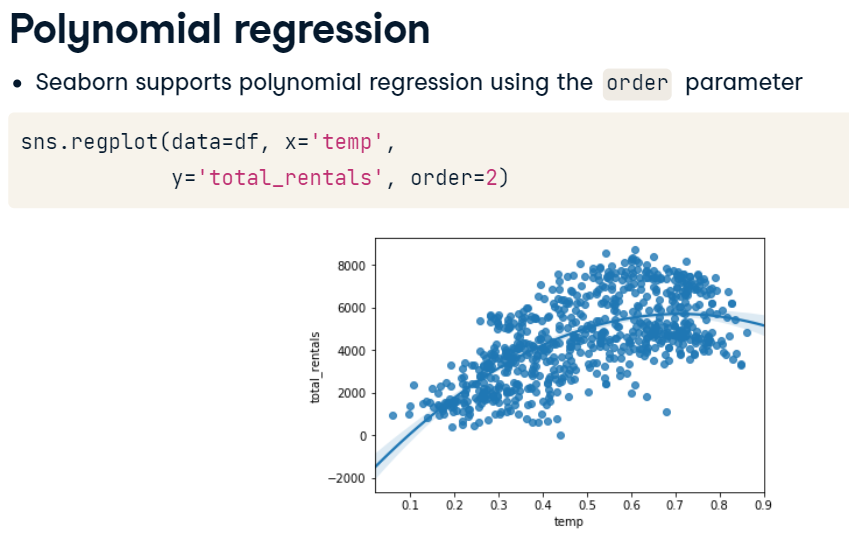 Polynomial regression
• Seaborn supports polynomial regression using the order parameter
sns.regplot(data=df, x='temp',
y='total_rentals', order=2)
8000
6000
4000
2000
0
−2000
total_rentals
0.1 0.2 0.3 0.4 0.5 0.6 0.7 0.8 0.9
temp